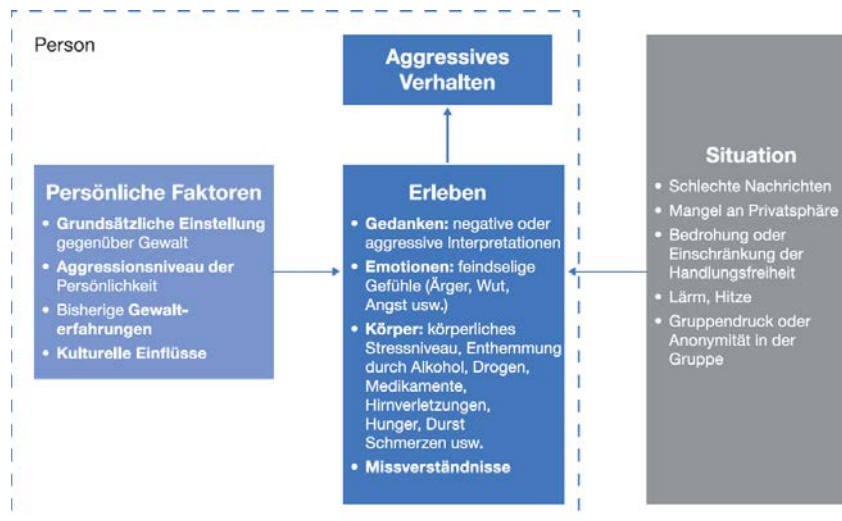 Person
Aggressives
Verhalten
Persönliche Faktoren
• Grundsätzliche Einstellung
gegenüber Gewalt
• Aggressionsniveau der
Persönlichkeit
• Bisherige Gewalt-
erfahrungen
• Kulturelle Einflüsse
Erleben
• Gedanken: negative oder
aggressive Interpretationen
• Emotionen: feindselige
Gefühle (Ärger, Wut,
Angst usw.)
• Körper: körperliches
Stressniveau, Enthemmung
durch Alkohol, Drogen,
Medikamente,
Hirnverletzungen,
Hunger, Durst
Schmerzen usw.
• Missverständnisse
Situation
• Schlechte Nachrichten
• Mangel an Privatsphäre
• Bedrohung oder
Einschränkung der
Handlungsfreiheit
• Lärm, Hitze
• Gruppendruck oder
Anonymität in der
Gruppe